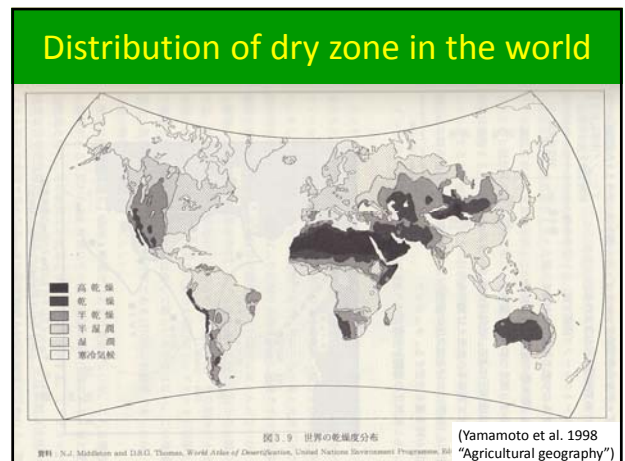 Distribution of dry zone in the world
高乾燥
乾燥
半乾燥
半湿潤
湿潤
寒冷気候
図3.9 世界の乾燥度分布
資料：N.J. Middleton and D.S.G. Thomas, World Atlas of Desertification, United Nations Environment Programme, Ed
(Yamamoto et al. 1998
“Agricultural geography”)